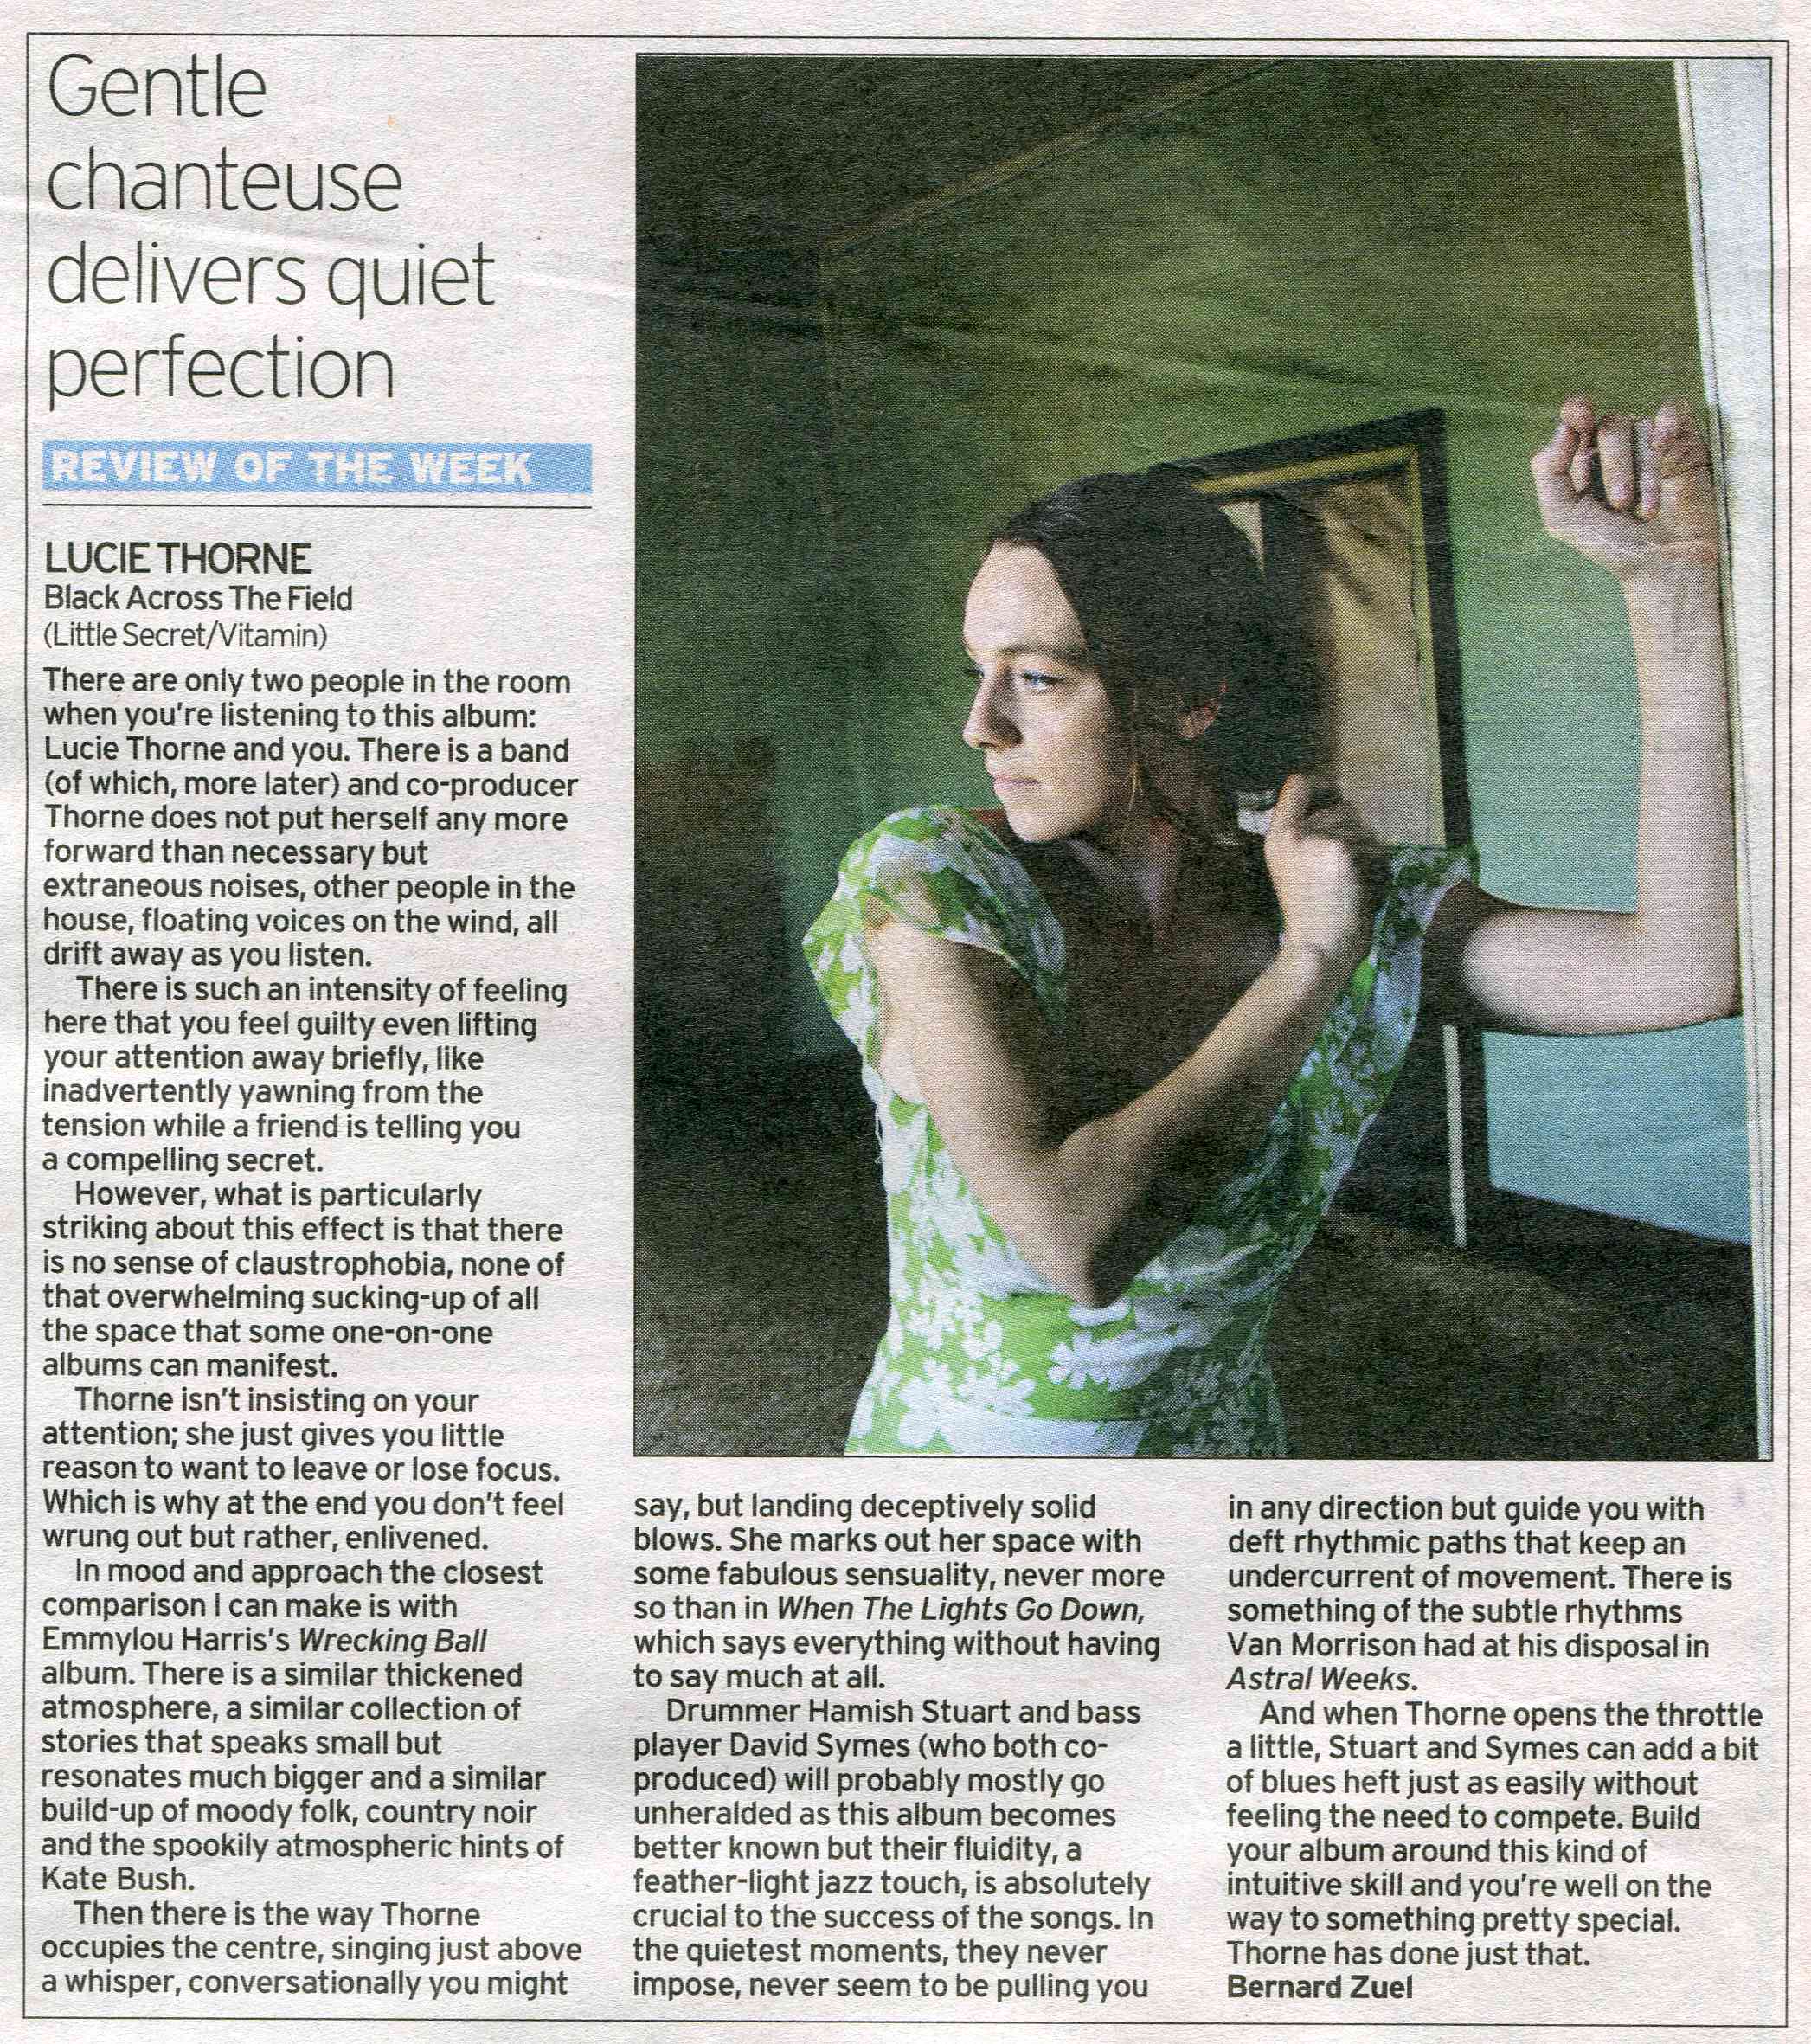 Gentle
chanteuse
delivers quiet
perfection
REVIEW OF THE WEEK
LUCIE THORNE
Black Across The Field
(Little Secret/Vitamin)
There are only two people in the room
when you're listening to this album:
Lucie Thorne and you. There is a band
(of which, more later) and co-producer
Thorne does not put herself any more
forward than necessary but
extraneous noises, other people in the
house, floating voices on the wind, all
drift away as you listen.
There is such an intensity of feeling
here that you feel guilty even lifting
your attention away briefly, like
inadvertently yawning from the
tension while a friend is telling you
a compelling secret.
However, what is particularly
striking about this effect is that there
is no sense of claustrophobia, none of
that overwhelming sucking-up of all
the space that some one-on-one
albums can manifest.
Thorne isn't insisting on your
attention; she just gives you little
reason to want to leave or lose focus.
Which is why at the end you don't feel
wrung out but rather, enlivened.
In mood and approach the closest
comparison I can make is with
Emmylou Harris's Wrecking Ball
album. There is a similar thickened
atmosphere, a similar collection of
stories that speaks small but
resonates much bigger and a similar
build-up of moody folk, country noir
and the spookily atmospheric hints of
Kate Bush.
Then there is the way Thorne
occupies the centre, singing just above
a whisper, conversationally you might
say, but landing deceptively solid
blows. She marks out her space with
some fabulous sensuality, never more
so than in When The Lights Go Down,
which says everything without having
to say much at all.
Drummer Hamish Stuart and bass
player David Symes (who both co-
produced) will probably mostly go
unheralded as this album becomes
better known but their fluidity, a
feather-light jazz touch, is absolutely
crucial to the success of the songs. In
the quietest moments, they never
impose, never seem to be pulling you
in any direction but guide you with
deft rhythmic paths that keep an
undercurrent of movement. There is
something of the subtle rhythms
Van Morrison had at his disposal in
Astral Weeks.
And when Thorne opens the throttle
a little, Stuart and Symes can add a bit
of blues heft just as easily without
feeling the need to compete. Build
your album around this kind of
intuitive skill and you're well on the
way to something pretty special.
Thorne has done just that.
Bernard Zuel